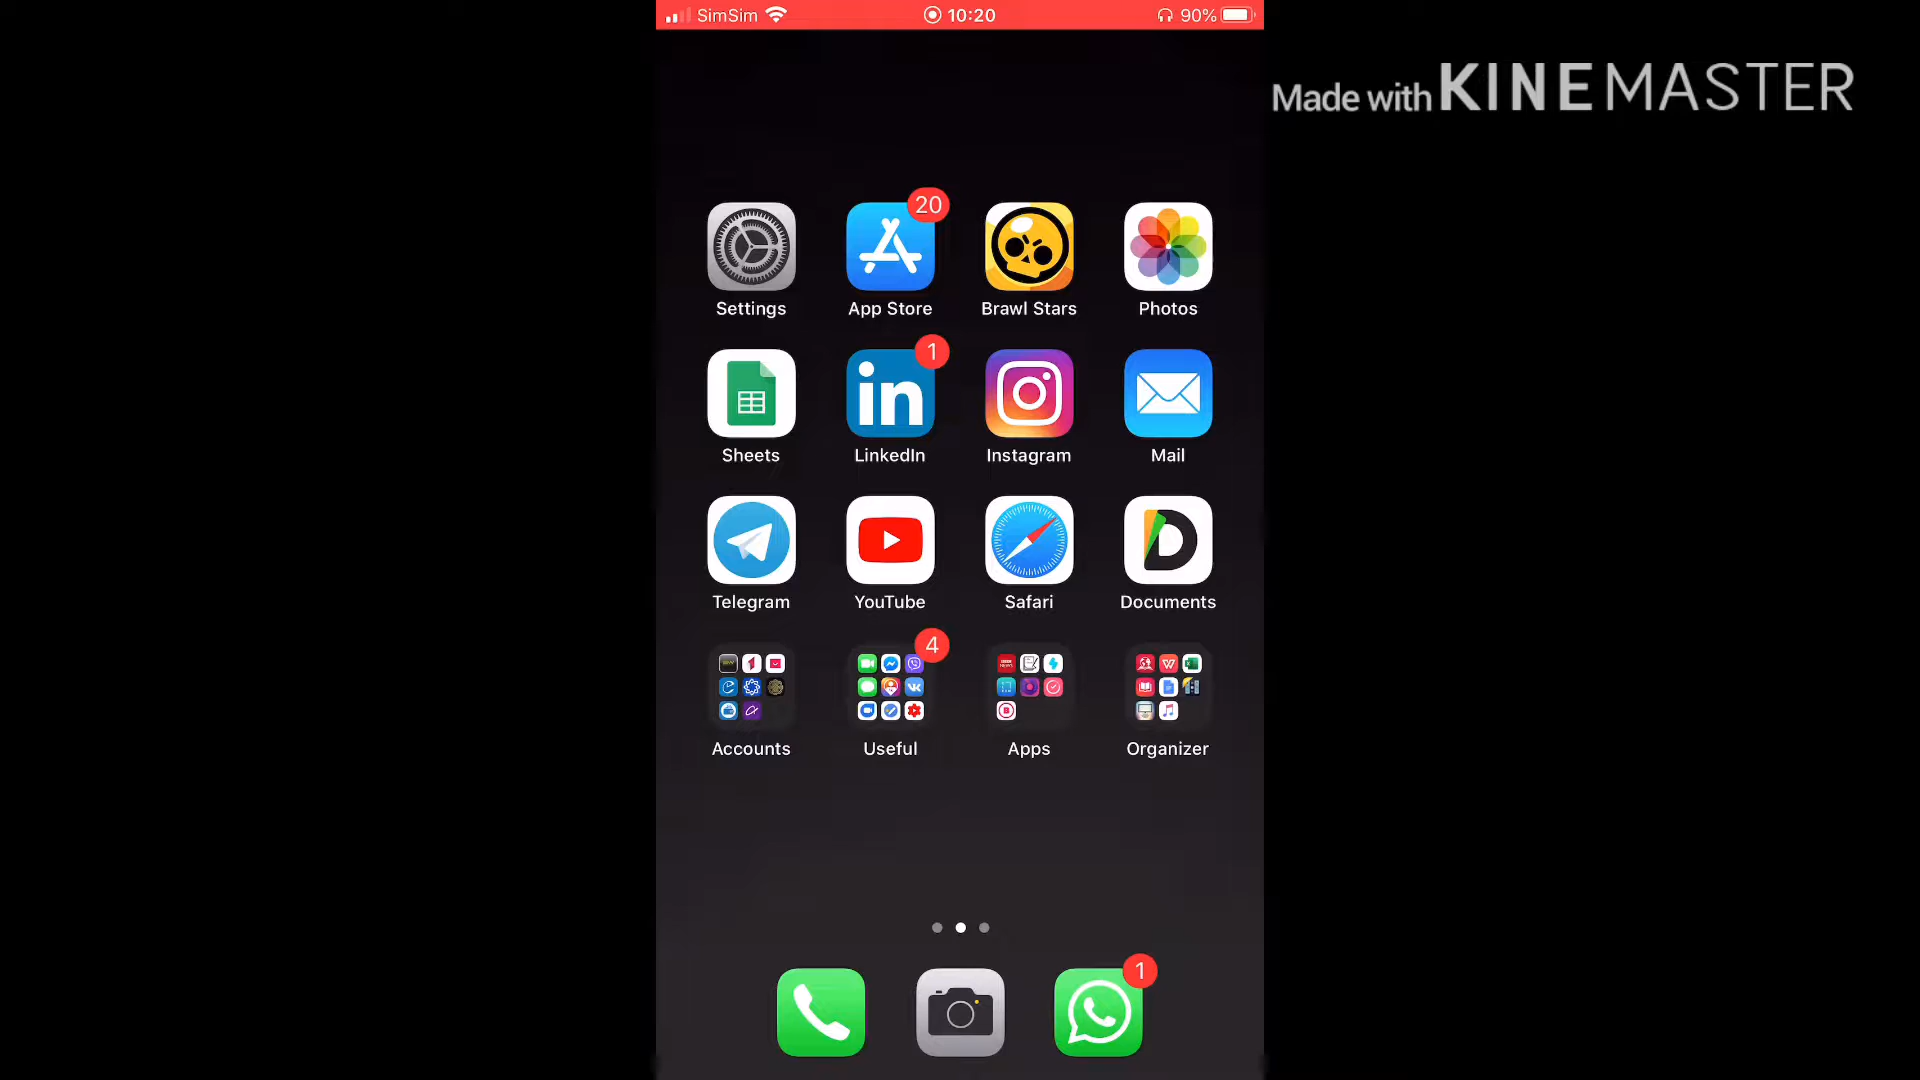 SimSim 10:20 90%
Made with KINEMASTER
20
Settings App Store Brawl Stars Photos
1
in
Sheets LinkedIn Instagram Mail
Telegram YouTube Safari Documents
4
Accounts Useful Apps Organizer
1